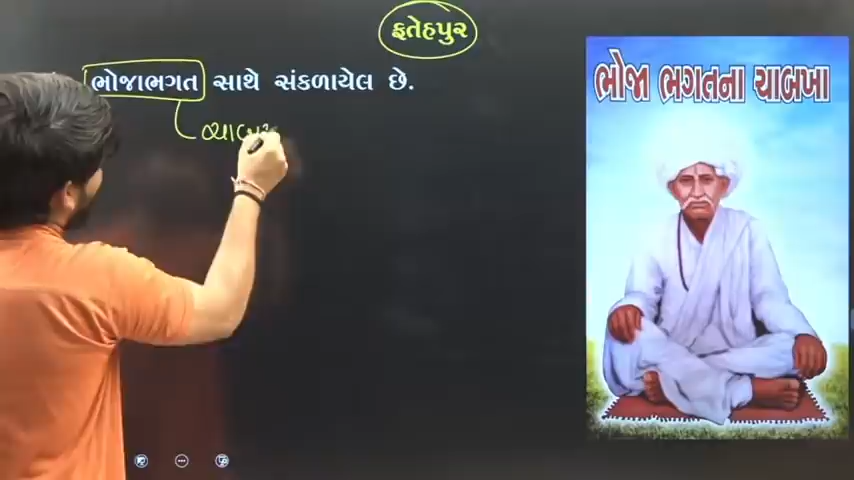 ફતેહપુર
ભોજાભગત સાથે સંકળાયેલ છે.
ભોજા ભગતના ચાબખા